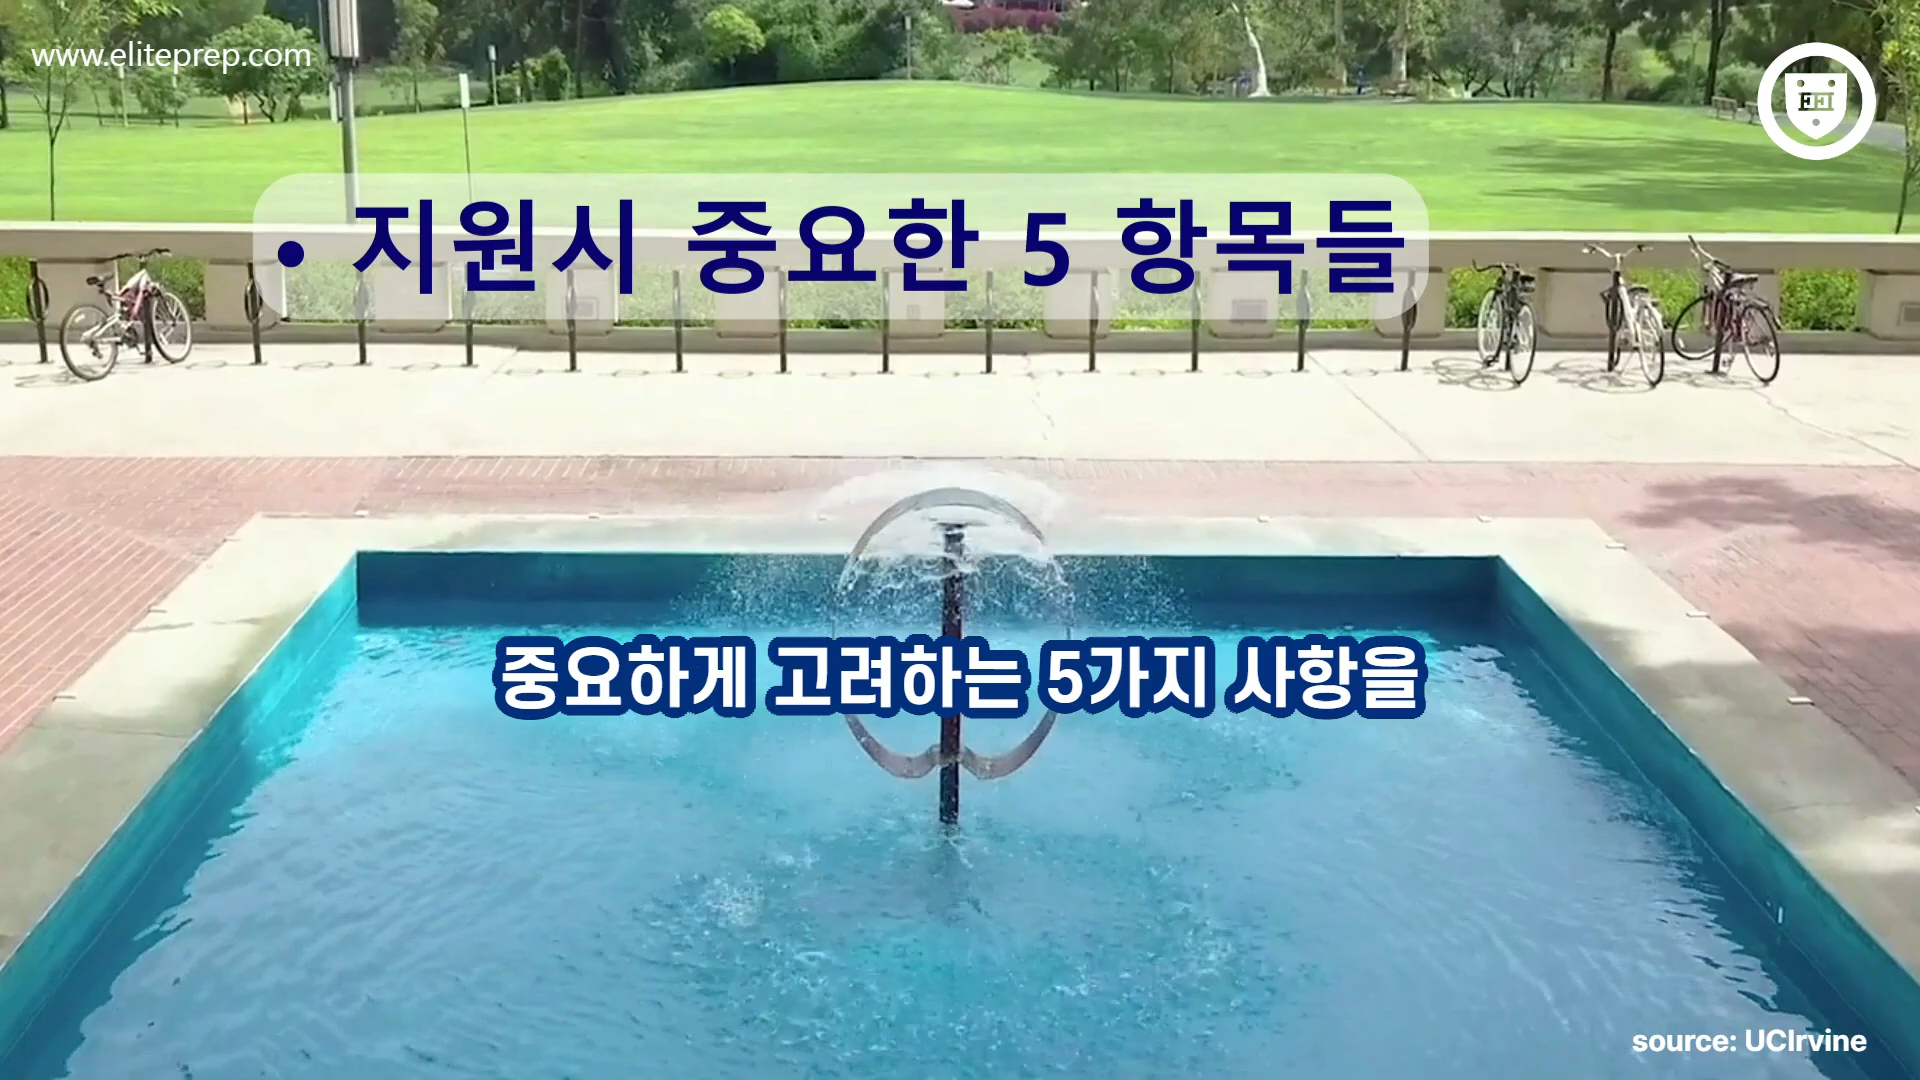 www.eliteprep.com
EEI
• 지원시 중요한 5 항목들
중요하게 고려하는 5가지 사항을
source: UCIrvine